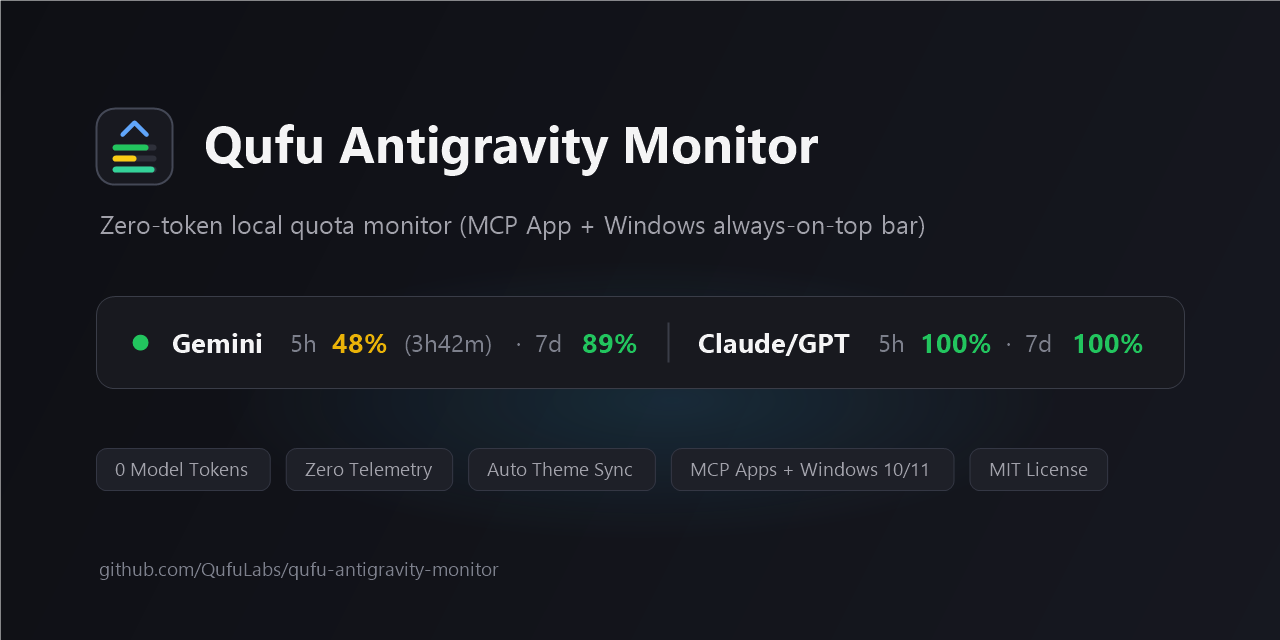 Qufu Antigravity Monitor
Zero-token local quota monitor (MCP App + Windows always-on-top bar)
Gemini 5h 48% (3h42m) · 7d 89% Claude/GPT 5h 100% · 7d 100%
0 Model Tokens Zero Telemetry Auto Theme Sync MCP Apps + Windows 10/11 MIT License
github.com/QufuLabs/qufu-antigravity-monitor